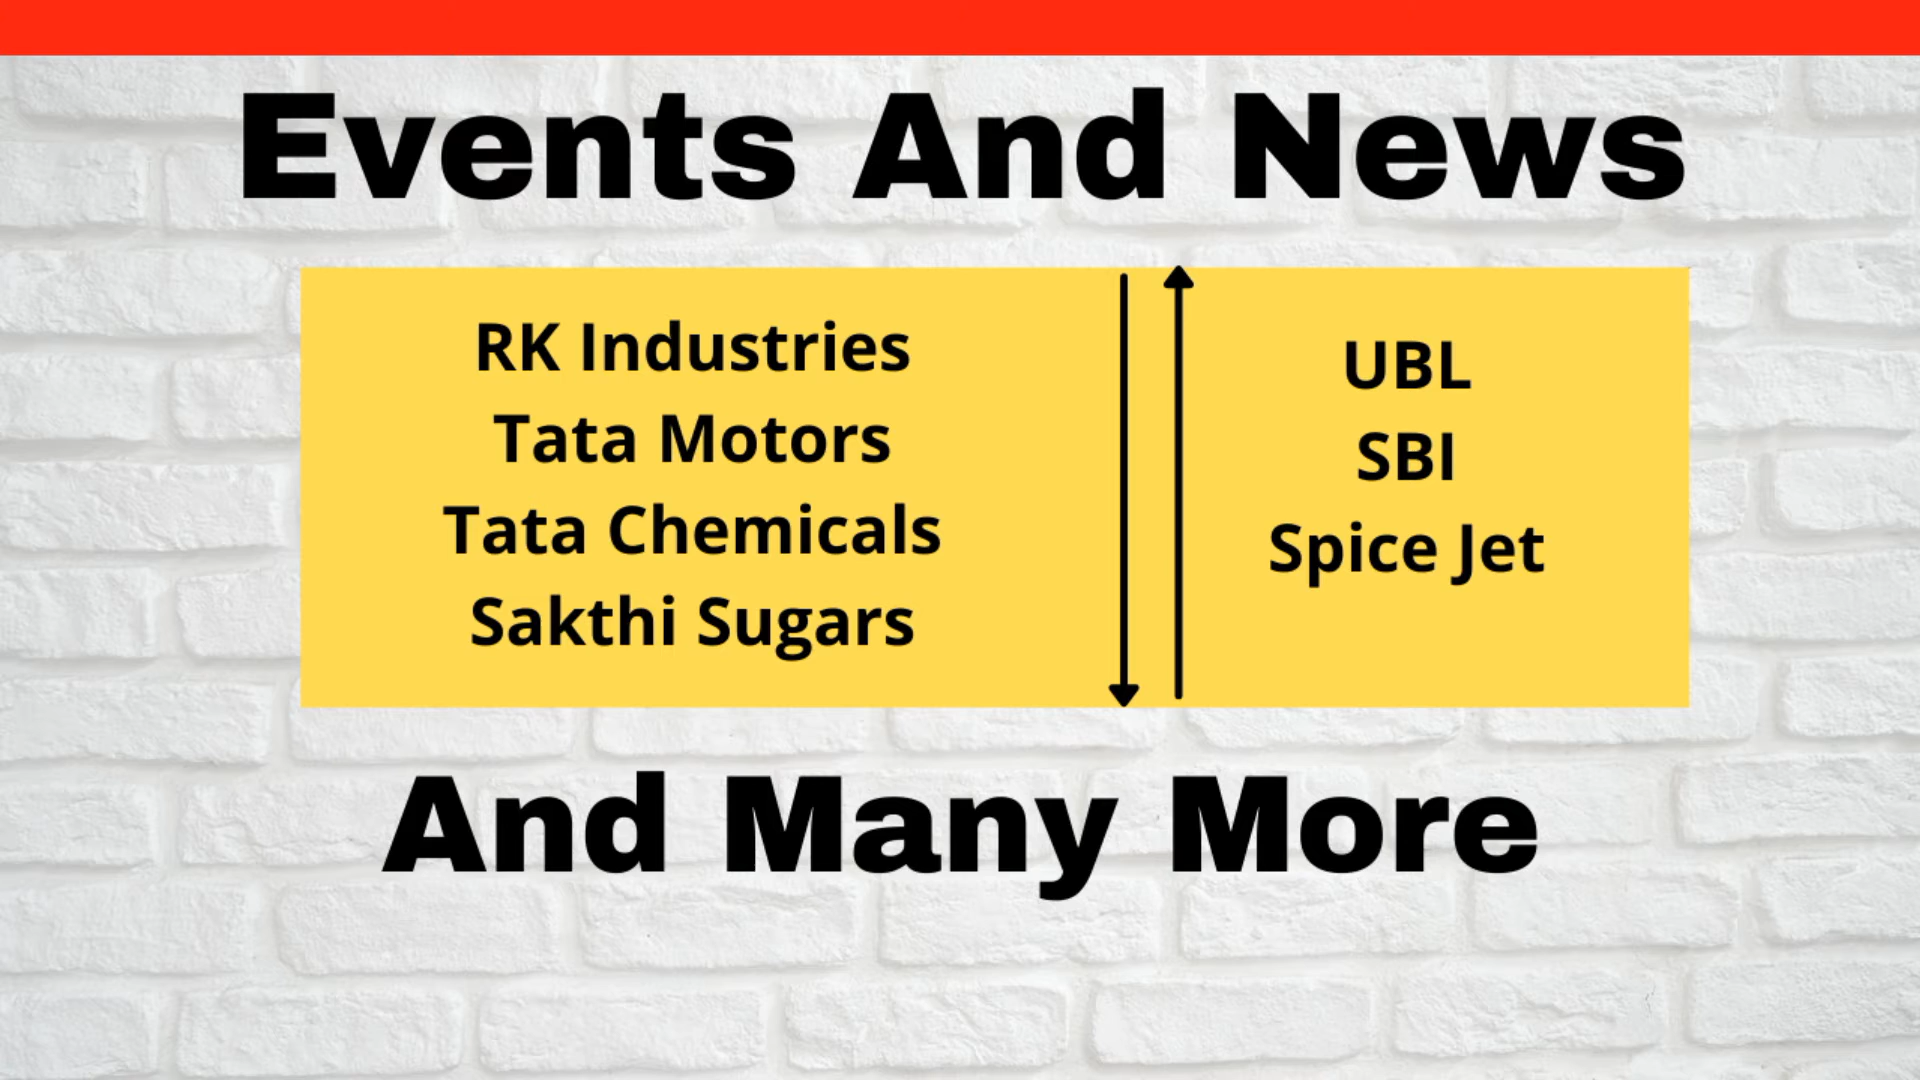 Events And News
RK Industries
Tata Motors
Tata Chemicals
Sakthi Sugars
UBL
SBI
Spice Jet
And Many More